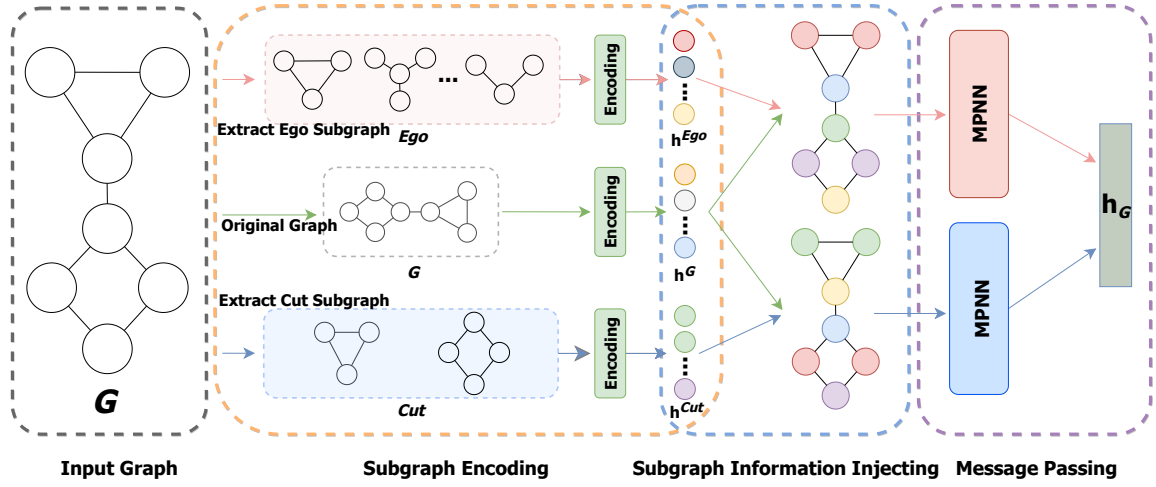 G
Extract Ego Subgraph
...
Ego
Encoding
h^Ego
Original Graph
G
Encoding
h^G
Extract Cut Subgraph
Cut
Encoding
h^Cut
MPNN
MPNN
h_G
Input Graph
Subgraph Encoding
Subgraph Information Injecting
Message Passing